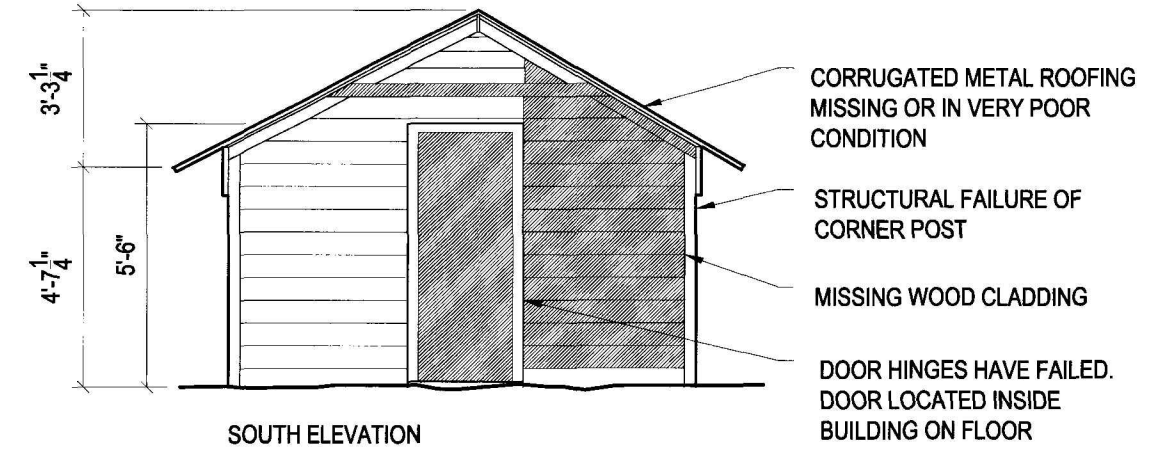 3'-3 1/4"
4'-7 1/4"
5'-6"
CORRUGATED METAL ROOFING
MISSING OR IN VERY POOR
CONDITION
STRUCTURAL FAILURE OF
CORNER POST
MISSING WOOD CLADDING
DOOR HINGES HAVE FAILED.
DOOR LOCATED INSIDE
BUILDING ON FLOOR
SOUTH ELEVATION